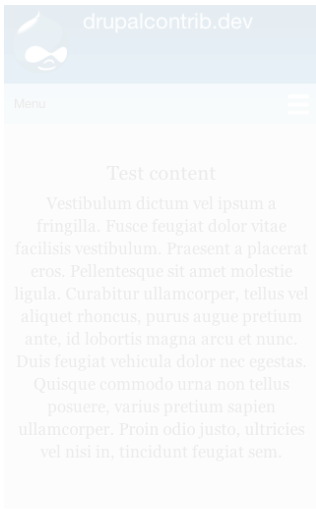 drupalcontrib.dev
Menu
Test content
Vestibulum dictum vel ipsum a
fringilla. Fusce feugiat dolor vitae
facilisis vestibulum. Praesent a placerat
eros. Pellentesque sit amet molestie
ligula. Curabitur ullamcorper, tellus vel
aliquet rhoncus, purus augue pretium
ante, id lobortis magna arcu et nunc.
Duis feugiat vehicula dolor nec egestas.
Quisque commodo urna non tellus
posuere, varius pretium sapien
ullamcorper. Proin odio justo, ultricies
vel nisi in, tincidunt feugiat sem.